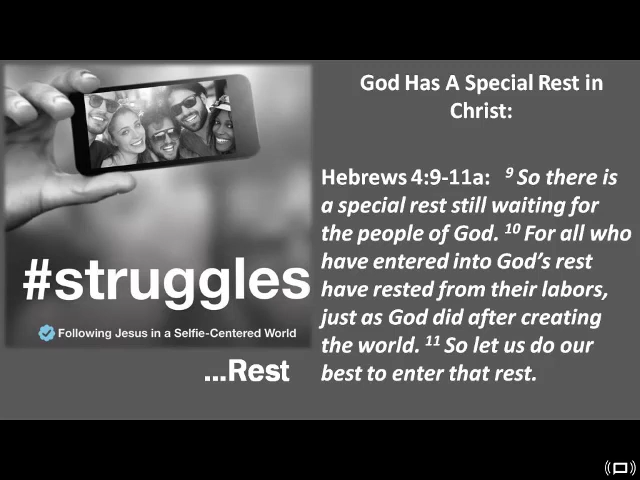 #struggles
Following Jesus in a Selfie-Centered World
...Rest
God Has A Special Rest in
Christ:
Hebrews 4:9-11a: 9 So there is
a special rest still waiting for
the people of God. 10 For all who
have entered into God’s rest
have rested from their labors,
just as God did after creating
the world. 11 So let us do our
best to enter that rest.